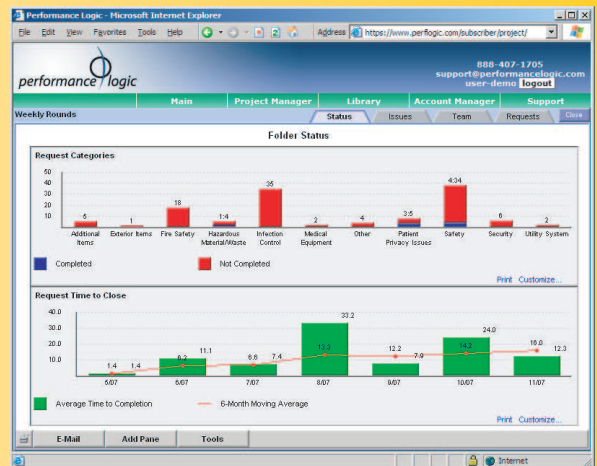 Performance Logic - Microsoft Internet Explorer
File Edit View Favorites Tools Help Address https://www.perflogic.com/subscriber/project/
performance logic
888-407-1705
support@performancelogic.com
user-demo logout
Main Project Manager Library Account Manager Support
Weekly Rounds Status Issues Team Requests Close
Folder Status
Request Categories
50
40
30
20
10
5 1 18 1:4 35 2 4 3:5 4:34 6 2
Additional Items Exterior Items Fire Safety Hazardous Material/Waste Infection Control Medical Equipment Other Patient Privacy Issues Safety Security Utility System
Completed Not Completed
Print Customize...
Request Time to Close
40.0
30.0
20.0
10.0
1.4 1.4 6.2 11.1 6.6 7.4 13.3 33.2 12.2 7.9 14.2 24.0 16.0 12.3
5/07 6/07 7/07 8/07 9/07 10/07 11/07
Average Time to Completion 6-Month Moving Average
Print Customize...
E-Mail Add Pane Tools
Internet